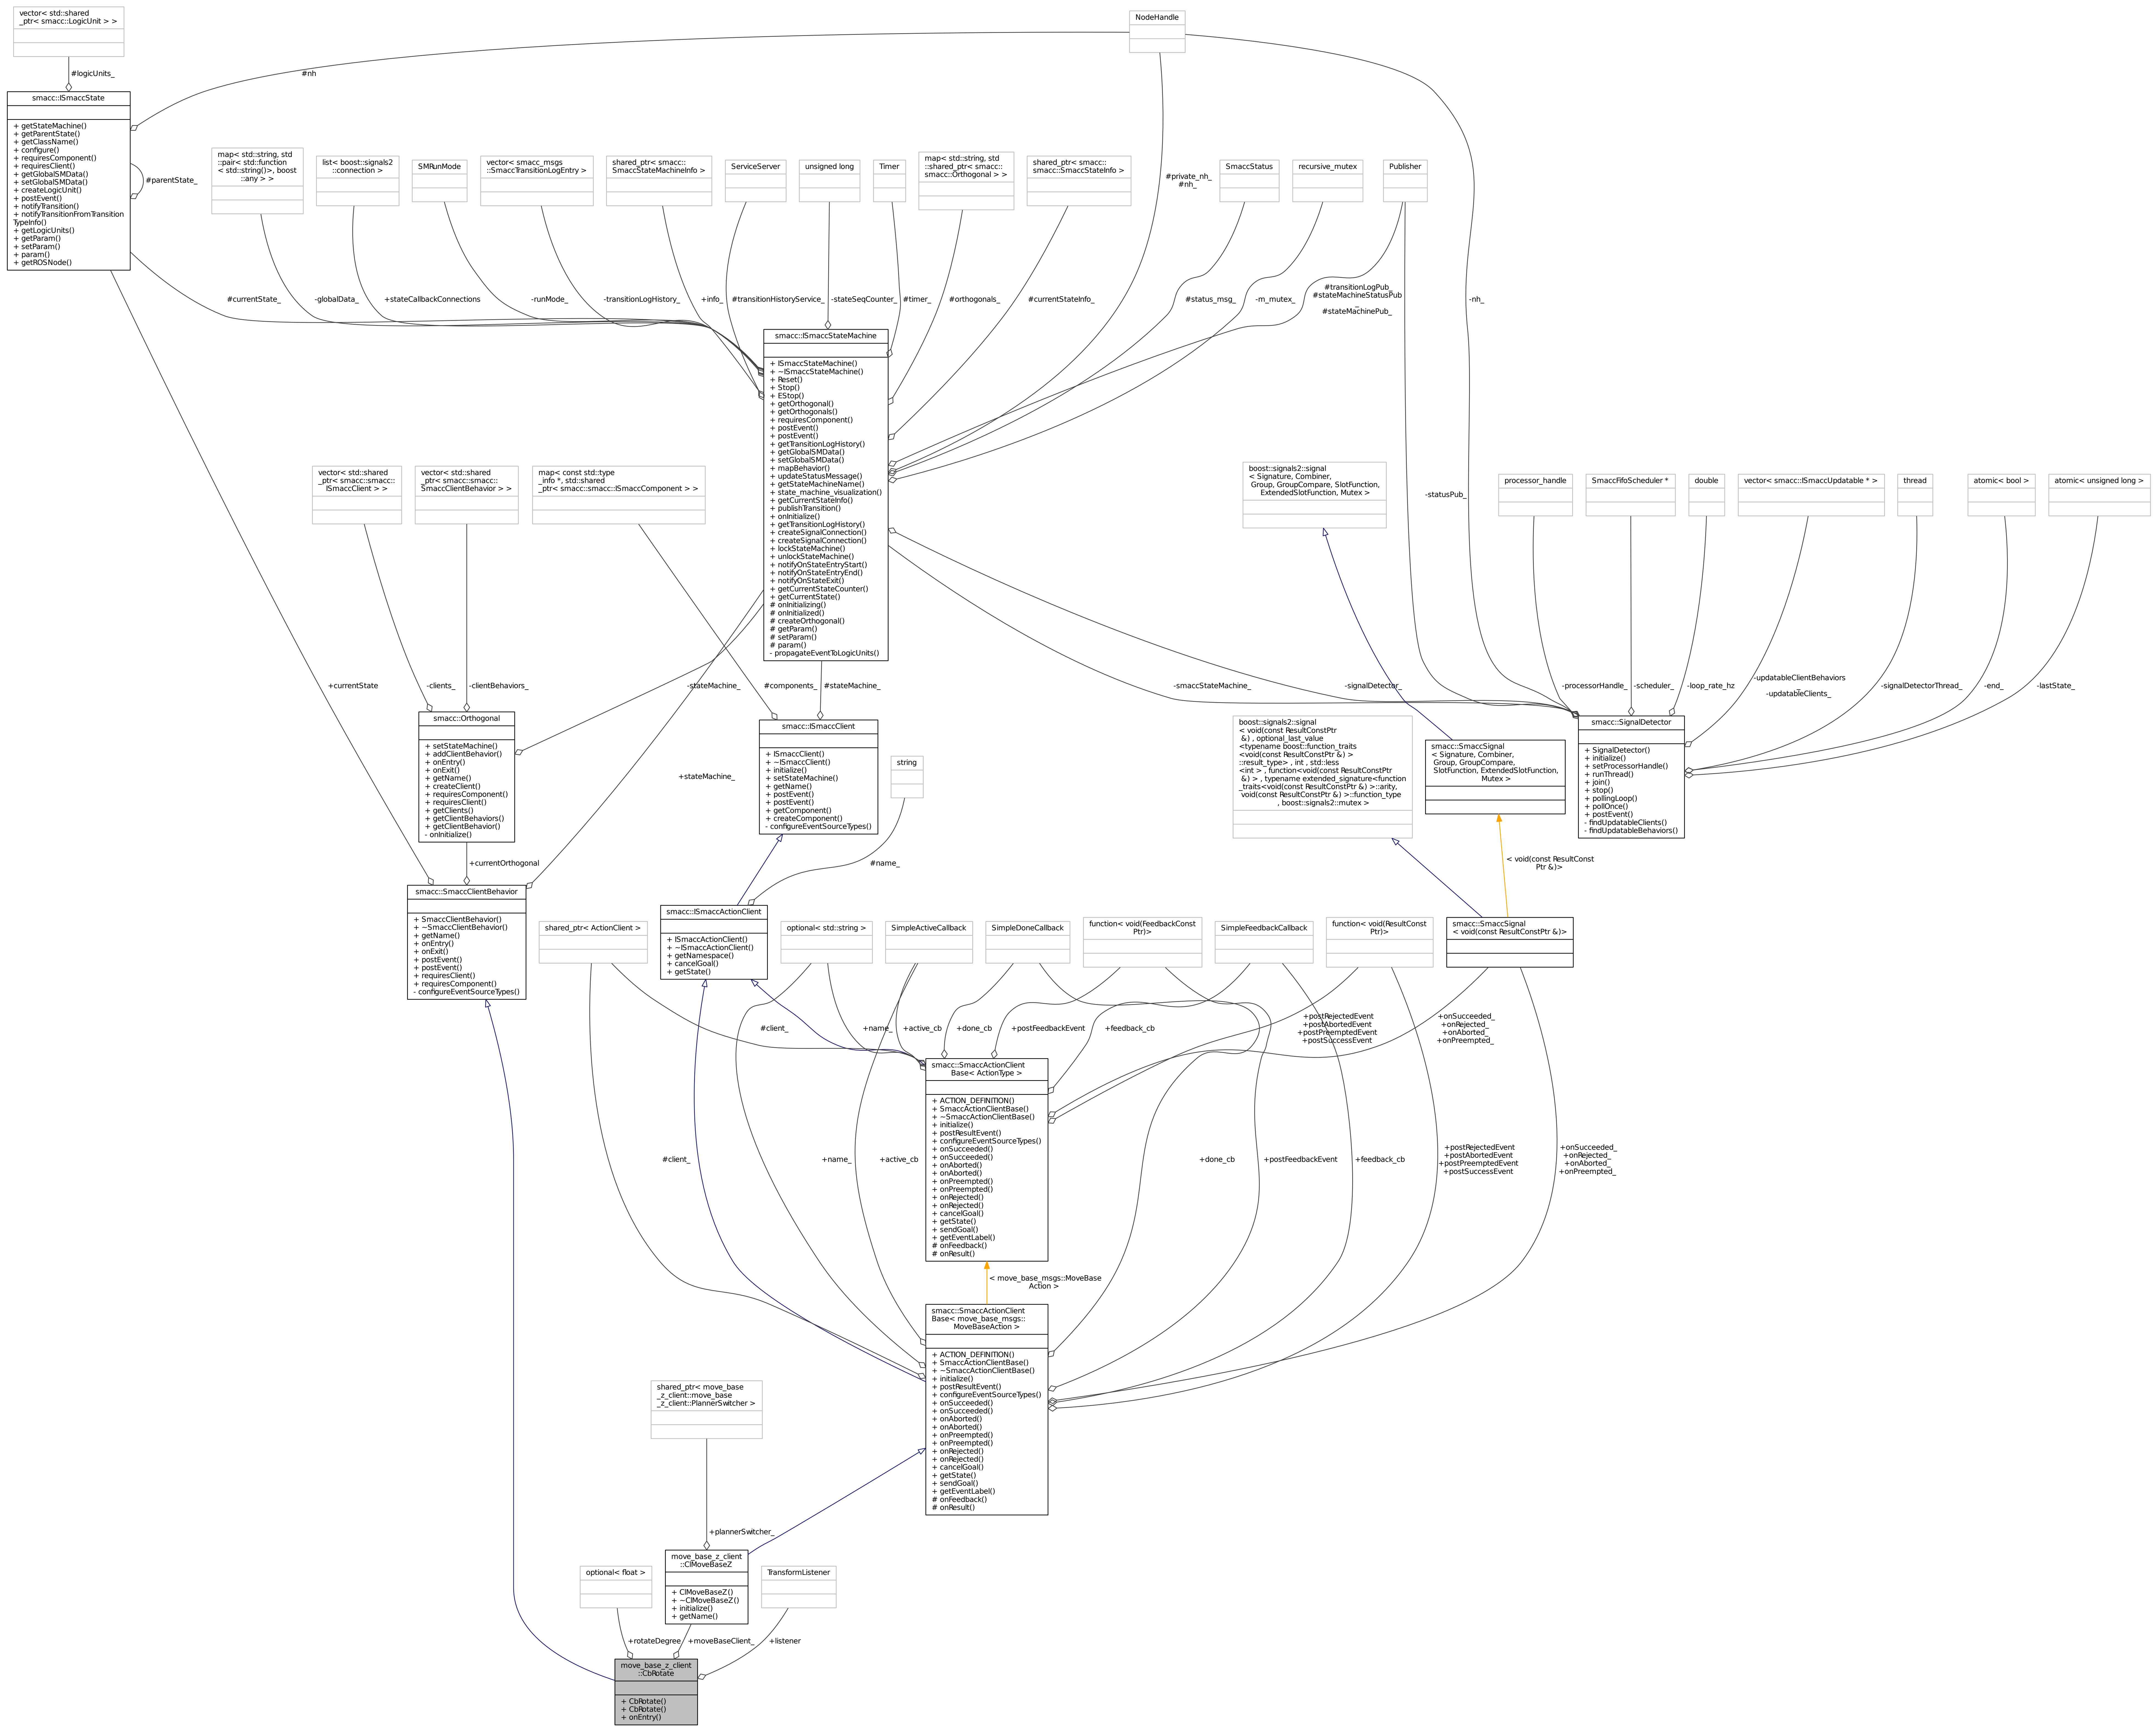 vector< std::shared
_ptr< smacc::LogicUnit > >
NodeHandle
#logicUnits_
#nh
smacc::ISmaccState
+ getStateMachine()
+ getParentState()
+ getClassName()
+ configure()
+ requiresComponent()
+ requiresClient()
+ getGlobalSMData()
+ setGlobalSMData()
+ createLogicUnit()
+ postEvent()
+ notifyTransition()
+ notifyTransitionFromTransition
TypeInfo()
+ getLogicUnits()
+ getParam()
+ setParam()
+ param()
+ getROSNode()
#parentState_
map< std::string, std
::pair< std::function
< std::string()>, boost
::any > >
list< boost::signals2
::connection >
SMRunMode
vector< smacc_msgs
::SmaccTransitionLogEntry >
shared_ptr< smacc::
SmaccStateMachineInfo >
ServiceServer
unsigned long
Timer
map< std::string, std
::shared_ptr< smacc::
smacc::Orthogonal > >
shared_ptr< smacc::
smacc::SmaccStateInfo >
#private_nh_
#nh_
SmaccStatus
recursive_mutex
Publisher
#currentState_
-globalData_
+stateCallbackConnections
-runMode_
-transitionLogHistory_
+info_
#transitionHistoryService_
-stateSeqCounter_
#timer_
#orthogonals_
#currentStateInfo_
#status_msg_
-m_mutex_
#transitionLogPub_
#stateMachineStatusPub
_
#stateMachinePub_
-nh_
smacc::ISmaccStateMachine
+ ISmaccStateMachine()
+ ~ISmaccStateMachine()
+ Reset()
+ Stop()
+ EStop()
+ getOrthogonal()
+ getOrthogonals()
+ requiresComponent()
+ postEvent()
+ postEvent()
+ getTransitionLogHistory()
+ getGlobalSMData()
+ setGlobalSMData()
+ mapBehavior()
+ updateStatusMessage()
+ getStateMachineName()
+ state_machine_visualization()
+ getCurrentStateInfo()
+ publishTransition()
+ onInitialize()
+ getTransitionLogHistory()
+ createSignalConnection()
+ createSignalConnection()
+ lockStateMachine()
+ unlockStateMachine()
+ notifyOnStateEntryStart()
+ notifyOnStateEntryEnd()
+ notifyOnStateExit()
+ getCurrentStateCounter()
+ getCurrentState()
# onInitializing()
# onInitialized()
# createOrthogonal()
# getParam()
# setParam()
# param()
- propagateEventToLogicUnits()
vector< std::shared
_ptr< smacc::smacc::
ISmaccClient > >
vector< std::shared
_ptr< smacc::smacc::
SmaccClientBehavior > >
map< const std::type
_info *, std::shared
_ptr< smacc::smacc::ISmaccComponent > >
boost::signals2::signal
< Signature, Combiner,
Group, GroupCompare, SlotFunction,
ExtendedSlotFunction, Mutex >
-statusPub_
processor_handle
SmaccFifoScheduler *
double
vector< smacc::ISmaccUpdatable * >
thread
atomic< bool >
atomic< unsigned long >
+currentState
-clients_
-clientBehaviors_
-stateMachine_
#components_
#stateMachine_
-smaccStateMachine_
-signalDetector_
-processorHandle_
-scheduler_
-loop_rate_hz
-updatableClientBehaviors
_
-updatableClients_
-signalDetectorThread_
-end_
-lastState_
smacc::Orthogonal
+ setStateMachine()
+ addClientBehavior()
+ onEntry()
+ onExit()
+ getName()
+ createClient()
+ requiresComponent()
+ requiresClient()
+ getClients()
+ getClientBehaviors()
+ getClientBehavior()
- onInitialize()
+stateMachine_
smacc::ISmaccClient
+ ISmaccClient()
+ ~ISmaccClient()
+ initialize()
+ setStateMachine()
+ getName()
+ postEvent()
+ postEvent()
+ getComponent()
+ createComponent()
- configureEventSourceTypes()
string
boost::signals2::signal
< void(const ResultConstPtr
&) , optional_last_value
<typename boost::function_traits
<void(const ResultConstPtr &) >
::result_type> , int , std::less
<int > , function<void(const ResultConstPtr
&) > , typename extended_signature<function
_traits<void(const ResultConstPtr &) >::arity,
void(const ResultConstPtr &) >::function_type
, boost::signals2::mutex >
smacc::SmaccSignal
< Signature, Combiner,
Group, GroupCompare,
SlotFunction, ExtendedSlotFunction,
Mutex >
smacc::SignalDetector
+ SignalDetector()
+ initialize()
+ setProcessorHandle()
+ runThread()
+ join()
+ stop()
+ pollingLoop()
+ pollOnce()
+ postEvent()
- findUpdatableClients()
- findUpdatableBehaviors()
+currentOrthogonal
#name_
< void(const ResultConst
Ptr &)>
smacc::SmaccClientBehavior
+ SmaccClientBehavior()
+ ~SmaccClientBehavior()
+ getName()
+ onEntry()
+ onExit()
+ postEvent()
+ postEvent()
+ requiresClient()
+ requiresComponent()
- configureEventSourceTypes()
shared_ptr< ActionClient >
smacc::ISmaccActionClient
+ ISmaccActionClient()
+ ~ISmaccActionClient()
+ getNamespace()
+ cancelGoal()
+ getState()
optional< std::string >
SimpleActiveCallback
SimpleDoneCallback
function< void(FeedbackConst
Ptr)>
SimpleFeedbackCallback
function< void(ResultConst
Ptr)>
smacc::SmaccSignal
< void(const ResultConstPtr &)>
#client_
+name_
+active_cb
+done_cb
+postFeedbackEvent
+feedback_cb
+postRejectedEvent
+postAbortedEvent
+postPreemptedEvent
+postSuccessEvent
+onSucceeded_
+onRejected_
+onAborted_
+onPreempted_
smacc::SmaccActionClient
Base< ActionType >
+ ACTION_DEFINITION()
+ SmaccActionClientBase()
+ ~SmaccActionClientBase()
+ initialize()
+ postResultEvent()
+ configureEventSourceTypes()
+ onSucceeded()
+ onSucceeded()
+ onAborted()
+ onAborted()
+ onPreempted()
+ onPreempted()
+ onRejected()
+ onRejected()
+ cancelGoal()
+ getState()
+ sendGoal()
+ getEventLabel()
# onFeedback()
# onResult()
#client_
+name_
+active_cb
+done_cb
+postFeedbackEvent
+feedback_cb
+postRejectedEvent
+postAbortedEvent
+postPreemptedEvent
+postSuccessEvent
+onSucceeded_
+onRejected_
+onAborted_
+onPreempted_
< move_base_msgs::MoveBase
Action >
smacc::SmaccActionClient
Base< move_base_msgs::
MoveBaseAction >
+ ACTION_DEFINITION()
+ SmaccActionClientBase()
+ ~SmaccActionClientBase()
+ initialize()
+ postResultEvent()
+ configureEventSourceTypes()
+ onSucceeded()
+ onSucceeded()
+ onAborted()
+ onAborted()
+ onPreempted()
+ onPreempted()
+ onRejected()
+ onRejected()
+ cancelGoal()
+ getState()
+ sendGoal()
+ getEventLabel()
# onFeedback()
# onResult()
shared_ptr< move_base
_z_client::move_base
_z_client::PlannerSwitcher >
+plannerSwitcher_
optional< float >
move_base_z_client
::ClMoveBaseZ
+ ClMoveBaseZ()
+ ~ClMoveBaseZ()
+ initialize()
+ getName()
TransformListener
+rotateDegree
+moveBaseClient_
+listener
move_base_z_client
::CbRotate
+ CbRotate()
+ CbRotate()
+ onEntry()